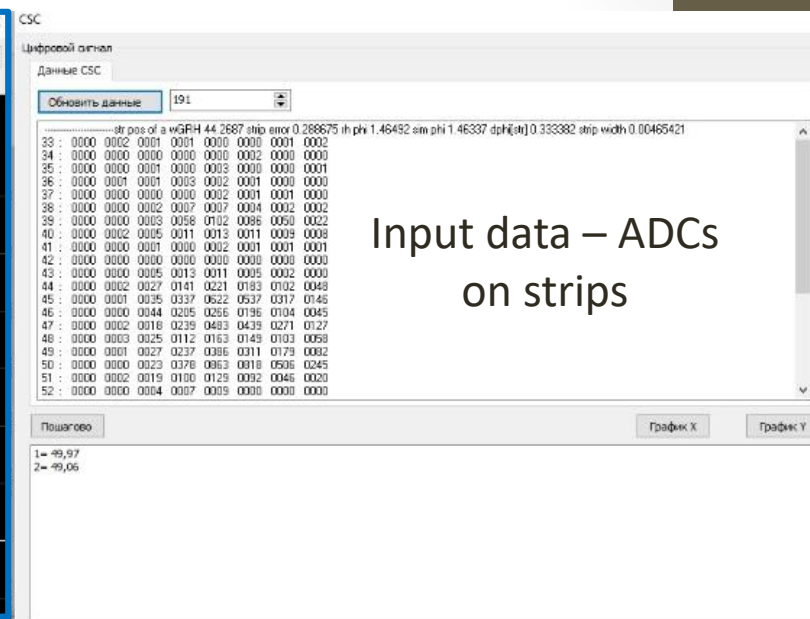 CSC
Цифровой сигнал
Данные CSC
Обновить данные 191
-----------------------str pos of a wGRH 44.2687 strip error 0.288675 rh phi 1.46492 sim phi 1.46337 dphi[str] 0.333382 strip width 0.00465421
33 : 0000 0002 0001 0001 0000 0000 0001 0002
34 : 0000 0000 0000 0000 0000 0002 0000 0000
35 : 0000 0000 0001 0000 0003 0000 0000 0001
36 : 0000 0001 0001 0003 0002 0001 0000 0000
37 : 0000 0000 0000 0000 0002 0001 0001 0000
38 : 0000 0000 0002 0007 0007 0004 0002 0002
39 : 0000 0000 0003 0058 0102 0086 0050 0022
40 : 0000 0002 0005 0011 0013 0011 0009 0008
41 : 0000 0000 0001 0000 0002 0001 0001 0001
42 : 0000 0000 0000 0000 0000 0000 0000 0000
43 : 0000 0000 0005 0013 0011 0005 0002 0000
44 : 0000 0002 0027 0141 0221 0183 0102 0048
45 : 0000 0001 0035 0337 0622 0537 0317 0146
46 : 0000 0000 0044 0205 0266 0196 0104 0045
47 : 0000 0002 0018 0239 0483 0439 0271 0127
48 : 0000 0003 0025 0112 0163 0149 0103 0058
49 : 0000 0001 0027 0237 0386 0311 0179 0082
50 : 0000 0000 0023 0378 0863 0818 0506 0245
51 : 0000 0002 0019 0100 0129 0092 0046 0020
52 : 0000 0000 0004 0007 0009 0000 0000 0000
Input data – ADCs
on strips
Пошагово График X График Y
1= 49,97
2= 49,06